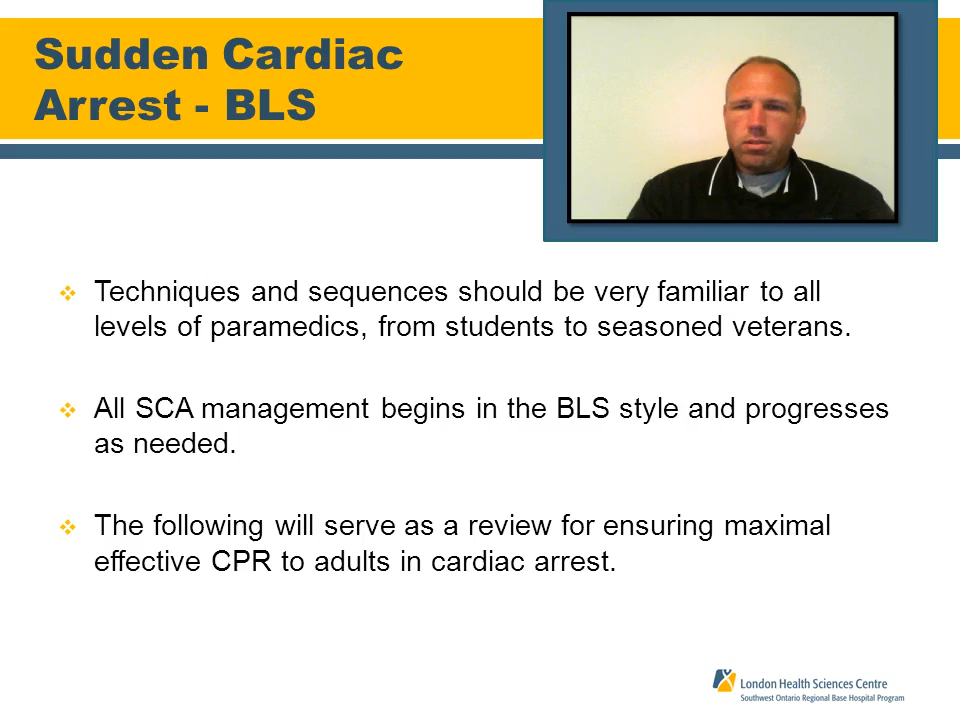 Sudden Cardiac
Arrest - BLS
Techniques and sequences should be very familiar to all
levels of paramedics, from students to seasoned veterans.
All SCA management begins in the BLS style and progresses
as needed.
The following will serve as a review for ensuring maximal
effective CPR to adults in cardiac arrest.
London Health Sciences Centre
Southwest Ontario Regional Base Hospital Program